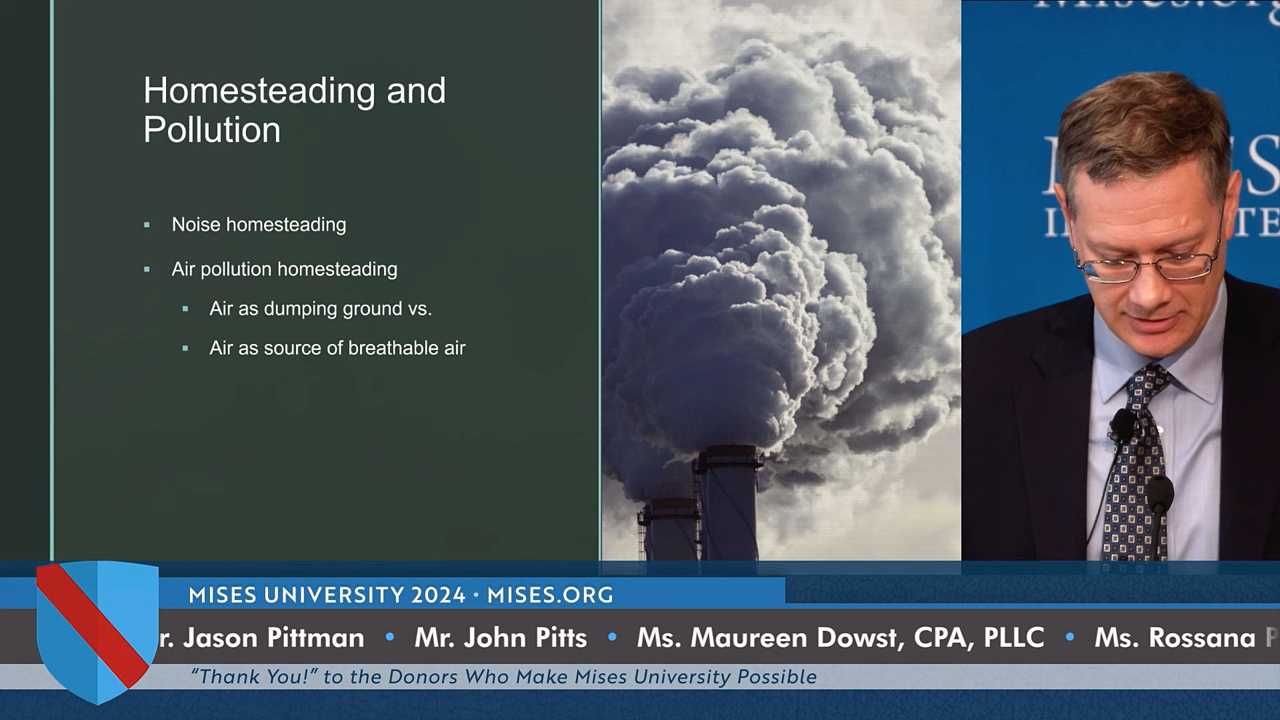 Homesteading and
Pollution
▪ Noise homesteading
▪ Air pollution homesteading
▪ Air as dumping ground vs.
▪ Air as source of breathable air
Mises.org
MISES UNIVERSITY 2024 • MISES.ORG
r. Jason Pittman • Mr. John Pitts • Ms. Maureen Dowst, CPA, PLLC • Ms. Rossana P
“Thank You!” to the Donors Who Make Mises University Possible